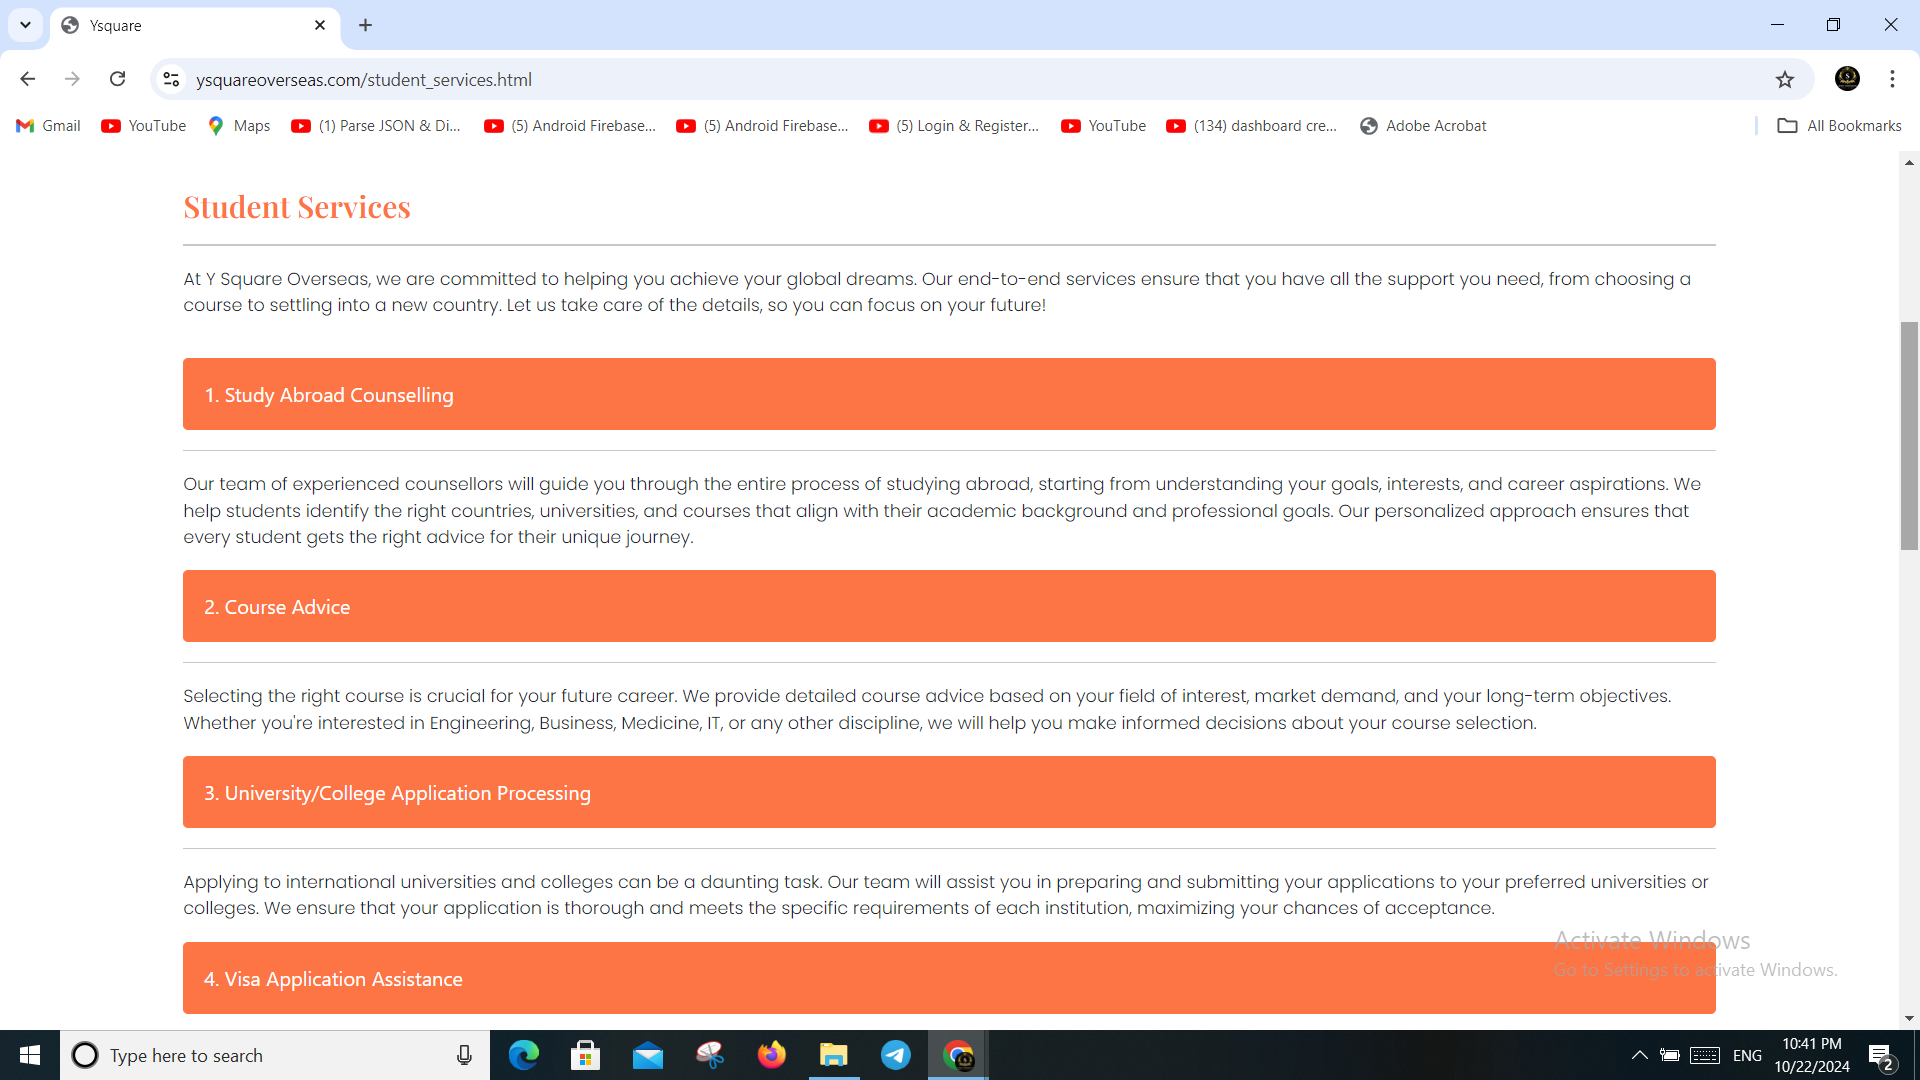 Ysquare
ysquareoverseas.com/student_services.html
Gmail YouTube Maps (1) Parse JSON & Di... (5) Android Firebase... (5) Android Firebase... (5) Login & Register... YouTube (134) dashboard cre... Adobe Acrobat All Bookmarks
Student Services
At Y Square Overseas, we are committed to helping you achieve your global dreams. Our end-to-end services ensure that you have all the support you need, from choosing a
course to settling into a new country. Let us take care of the details, so you can focus on your future!
1. Study Abroad Counselling
Our team of experienced counsellors will guide you through the entire process of studying abroad, starting from understanding your goals, interests, and career aspirations. We
help students identify the right countries, universities, and courses that align with their academic background and professional goals. Our personalized approach ensures that
every student gets the right advice for their unique journey.
2. Course Advice
Selecting the right course is crucial for your future career. We provide detailed course advice based on your field of interest, market demand, and your long-term objectives.
Whether you're interested in Engineering, Business, Medicine, IT, or any other discipline, we will help you make informed decisions about your course selection.
3. University/College Application Processing
Applying to international universities and colleges can be a daunting task. Our team will assist you in preparing and submitting your applications to your preferred universities or
colleges. We ensure that your application is thorough and meets the specific requirements of each institution, maximizing your chances of acceptance.
Activate Windows
Go to Settings to activate Windows.
4. Visa Application Assistance
Type here to search
ENG
10:41 PM
10/22/2024
2